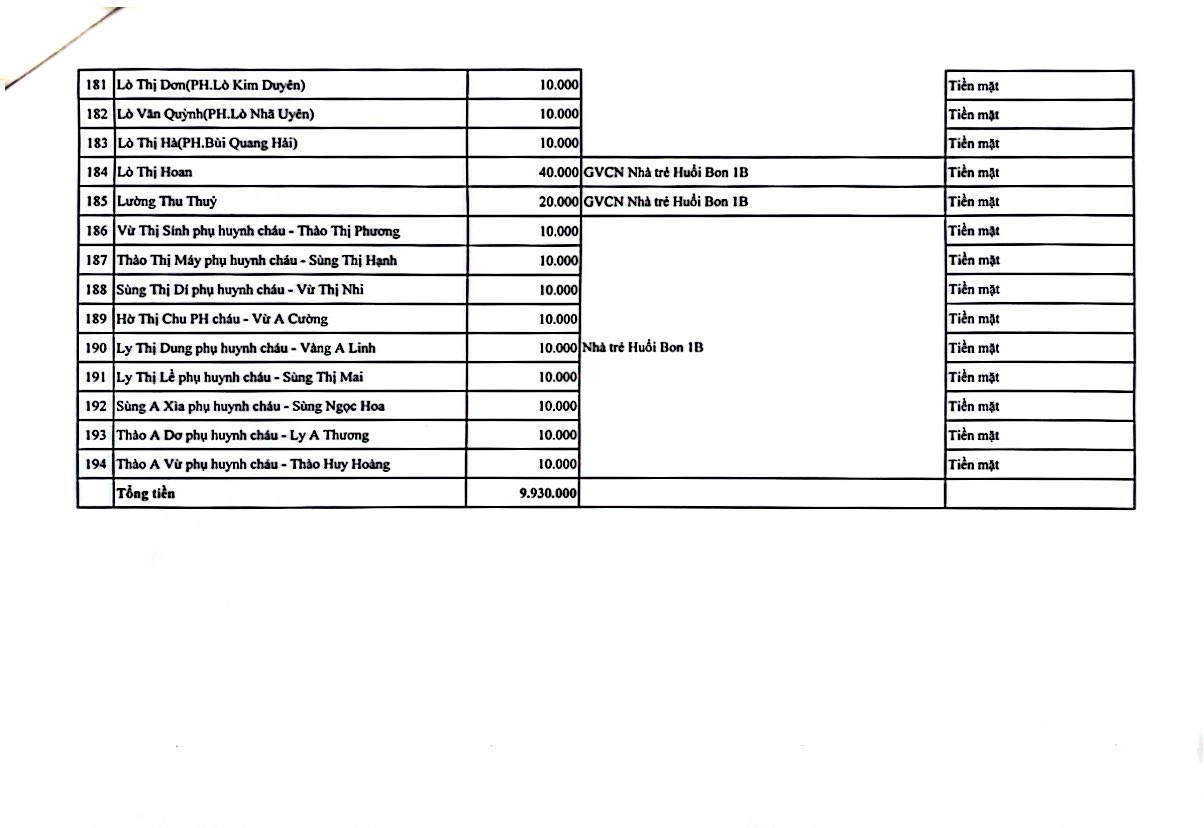 181 Lò Thị Dơn(PH.Lò Kim Duyên) 10.000 Tiền mặt
182 Lò Văn Quỳnh(PH.Lò Nhã Uyên) 10.000 Tiền mặt
183 Lò Thị Hà(PH.Bùi Quang Hải) 10.000 Tiền mặt
184 Lò Thị Hoan 40.000 GVCN Nhà trẻ Huổi Bon 1B Tiền mặt
185 Lường Thu Thuỷ 20.000 GVCN Nhà trẻ Huổi Bon 1B Tiền mặt
186 Vừ Thị Sính phụ huynh cháu - Thào Thị Phương 10.000 Tiền mặt
187 Thào Thị Máy phụ huynh cháu - Sùng Thị Hạnh 10.000 Tiền mặt
188 Sùng Thị Dí phụ huynh cháu - Vừ Thị Nhi 10.000 Tiền mặt
189 Hờ Thị Chu PH cháu - Vừ A Cường 10.000 Tiền mặt
190 Ly Thị Dung phụ huynh cháu - Vàng A Linh 10.000 Nhà trẻ Huổi Bon 1B Tiền mặt
191 Ly Thị Lề phụ huynh cháu - Sùng Thị Mai 10.000 Tiền mặt
192 Sùng A Xìa phụ huynh cháu - Sùng Ngọc Hoa 10.000 Tiền mặt
193 Thào A Dơ phụ huynh cháu - Ly A Thương 10.000 Tiền mặt
194 Thào A Vừ phụ huynh cháu - Thào Huy Hoàng 10.000 Tiền mặt
Tổng tiền 9.930.000